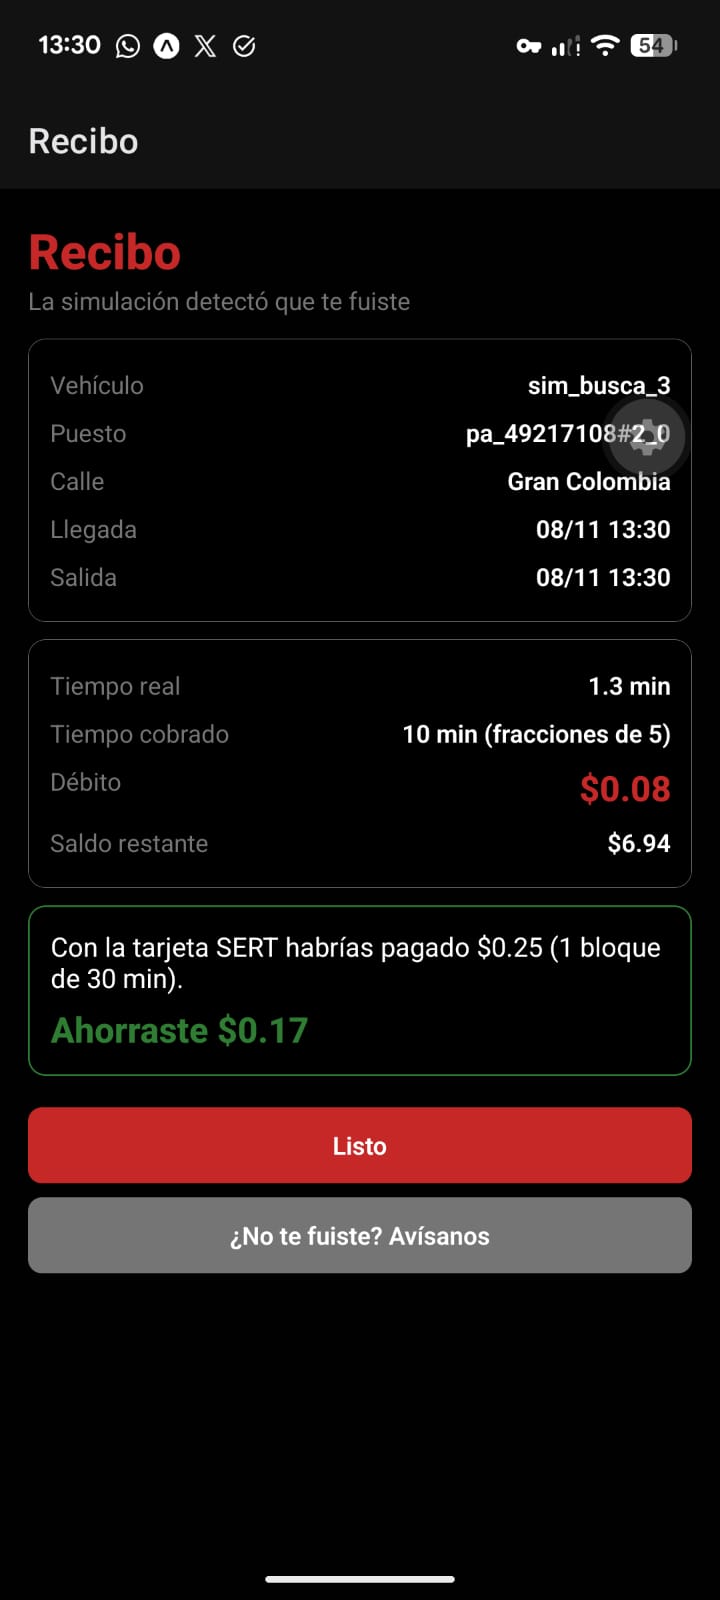 13:30
54
Recibo
Recibo
La simulación detectó que te fuiste
Vehículo sim_busca_3
Puesto pa_49217108#2_0
Calle Gran Colombia
Llegada 08/11 13:30
Salida 08/11 13:30
Tiempo real 1.3 min
Tiempo cobrado 10 min (fracciones de 5)
Débito $0.08
Saldo restante $6.94
Con la tarjeta SERT habrías pagado $0.25 (1 bloque
de 30 min).
Ahorraste $0.17
Listo
¿No te fuiste? Avísanos